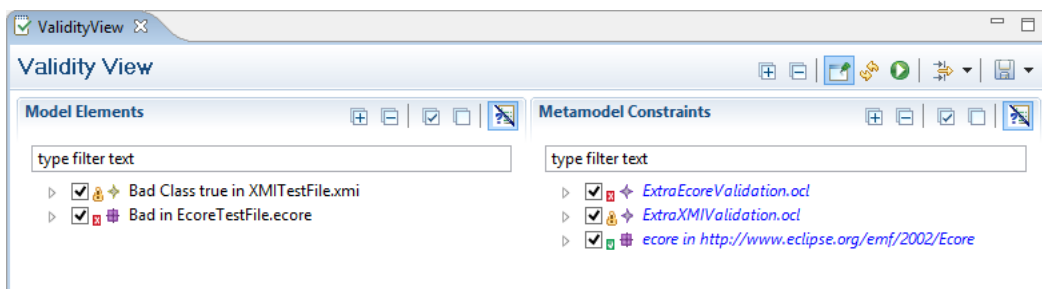 ValidityView
Validity View
Model Elements
type filter text
Bad Class true in XMITestFile.xmi
Bad in EcoreTestFile.ecore
Metamodel Constraints
type filter text
ExtraEcoreValidation.ocl
ExtraXMIValidation.ocl
ecore in http://www.eclipse.org/emf/2002/Ecore